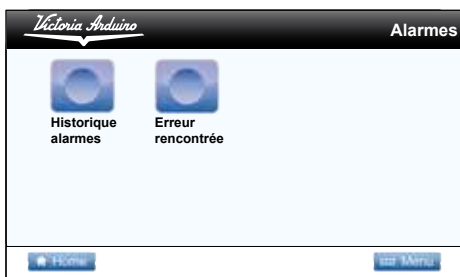 Victoria Arduino
Alarmes
Historique
alarmes
Erreur
rencontrée
Home
Menu